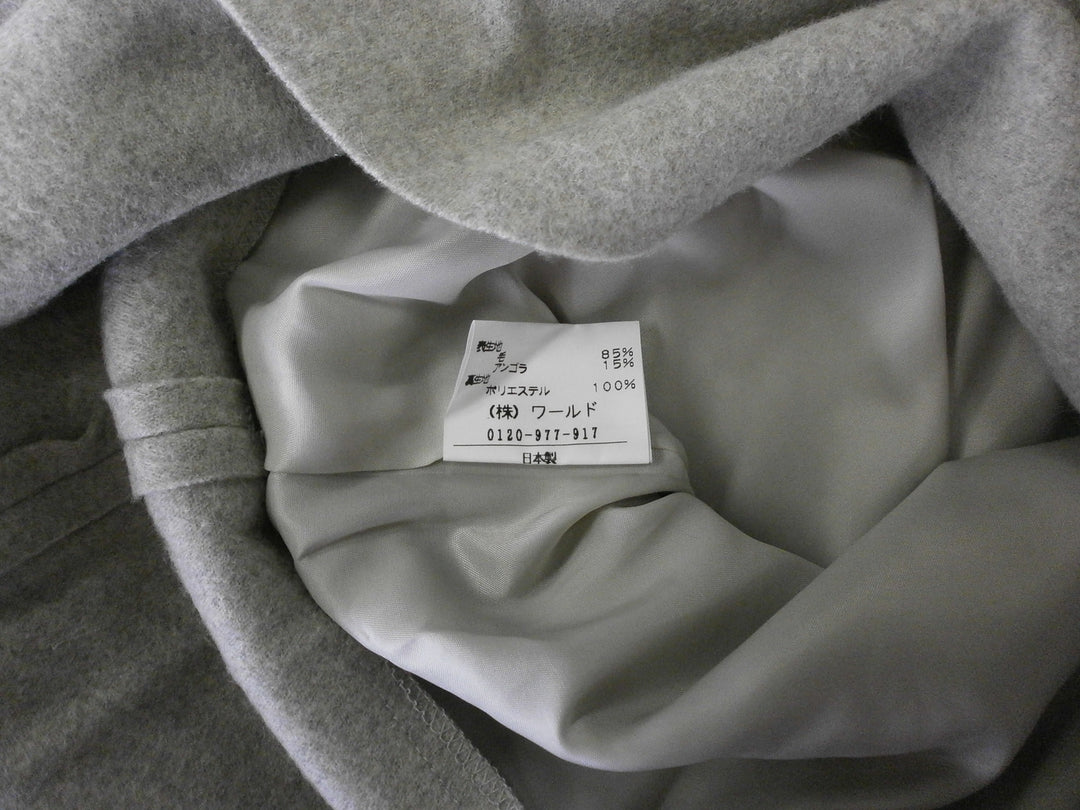 表生地
毛 85%
アンゴラ 15%
裏生地
ポリエステル 100%
(株) ワールド
0120-977-917
日本製